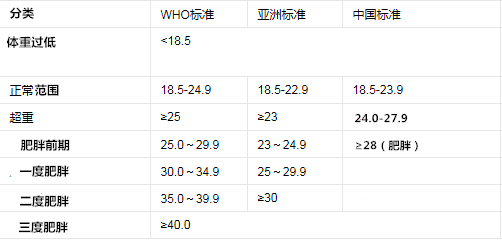 分类 WHO标准 亚洲标准 中国标准
体重过低 <18.5
正常范围 18.5-24.9 18.5-22.9 18.5-23.9
超重 ≥25 ≥23 24.0-27.9
肥胖前期 25.0～29.9 23～24.9 ≥28（肥胖）
一度肥胖 30.0～34.9 25～29.9
二度肥胖 35.0～39.9 ≥30
三度肥胖 ≥40.0